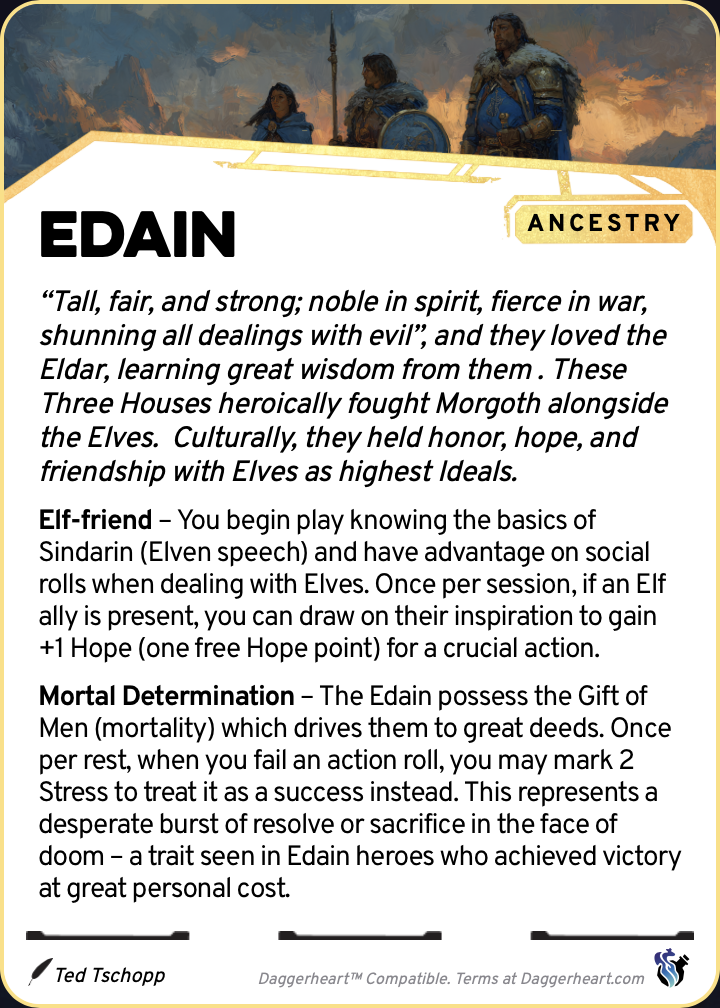 EDAIN
ANCESTRY
“Tall, fair, and strong; noble in spirit, fierce in war,
shunning all dealings with evil”, and they loved the
Eldar, learning great wisdom from them . These
Three Houses heroically fought Morgoth alongside
the Elves.  Culturally, they held honor, hope, and
friendship with Elves as highest Ideals.
Elf-friend – You begin play knowing the basics of
Sindarin (Elven speech) and have advantage on social
rolls when dealing with Elves. Once per session, if an Elf
ally is present, you can draw on their inspiration to gain
+1 Hope (one free Hope point) for a crucial action.
Mortal Determination – The Edain possess the Gift of
Men (mortality) which drives them to great deeds. Once
per rest, when you fail an action roll, you may mark 2
Stress to treat it as a success instead. This represents a
desperate burst of resolve or sacrifice in the face of
doom – a trait seen in Edain heroes who achieved victory
at great personal cost.
Ted Tschopp
Daggerheart™ Compatible. Terms at Daggerheart.com